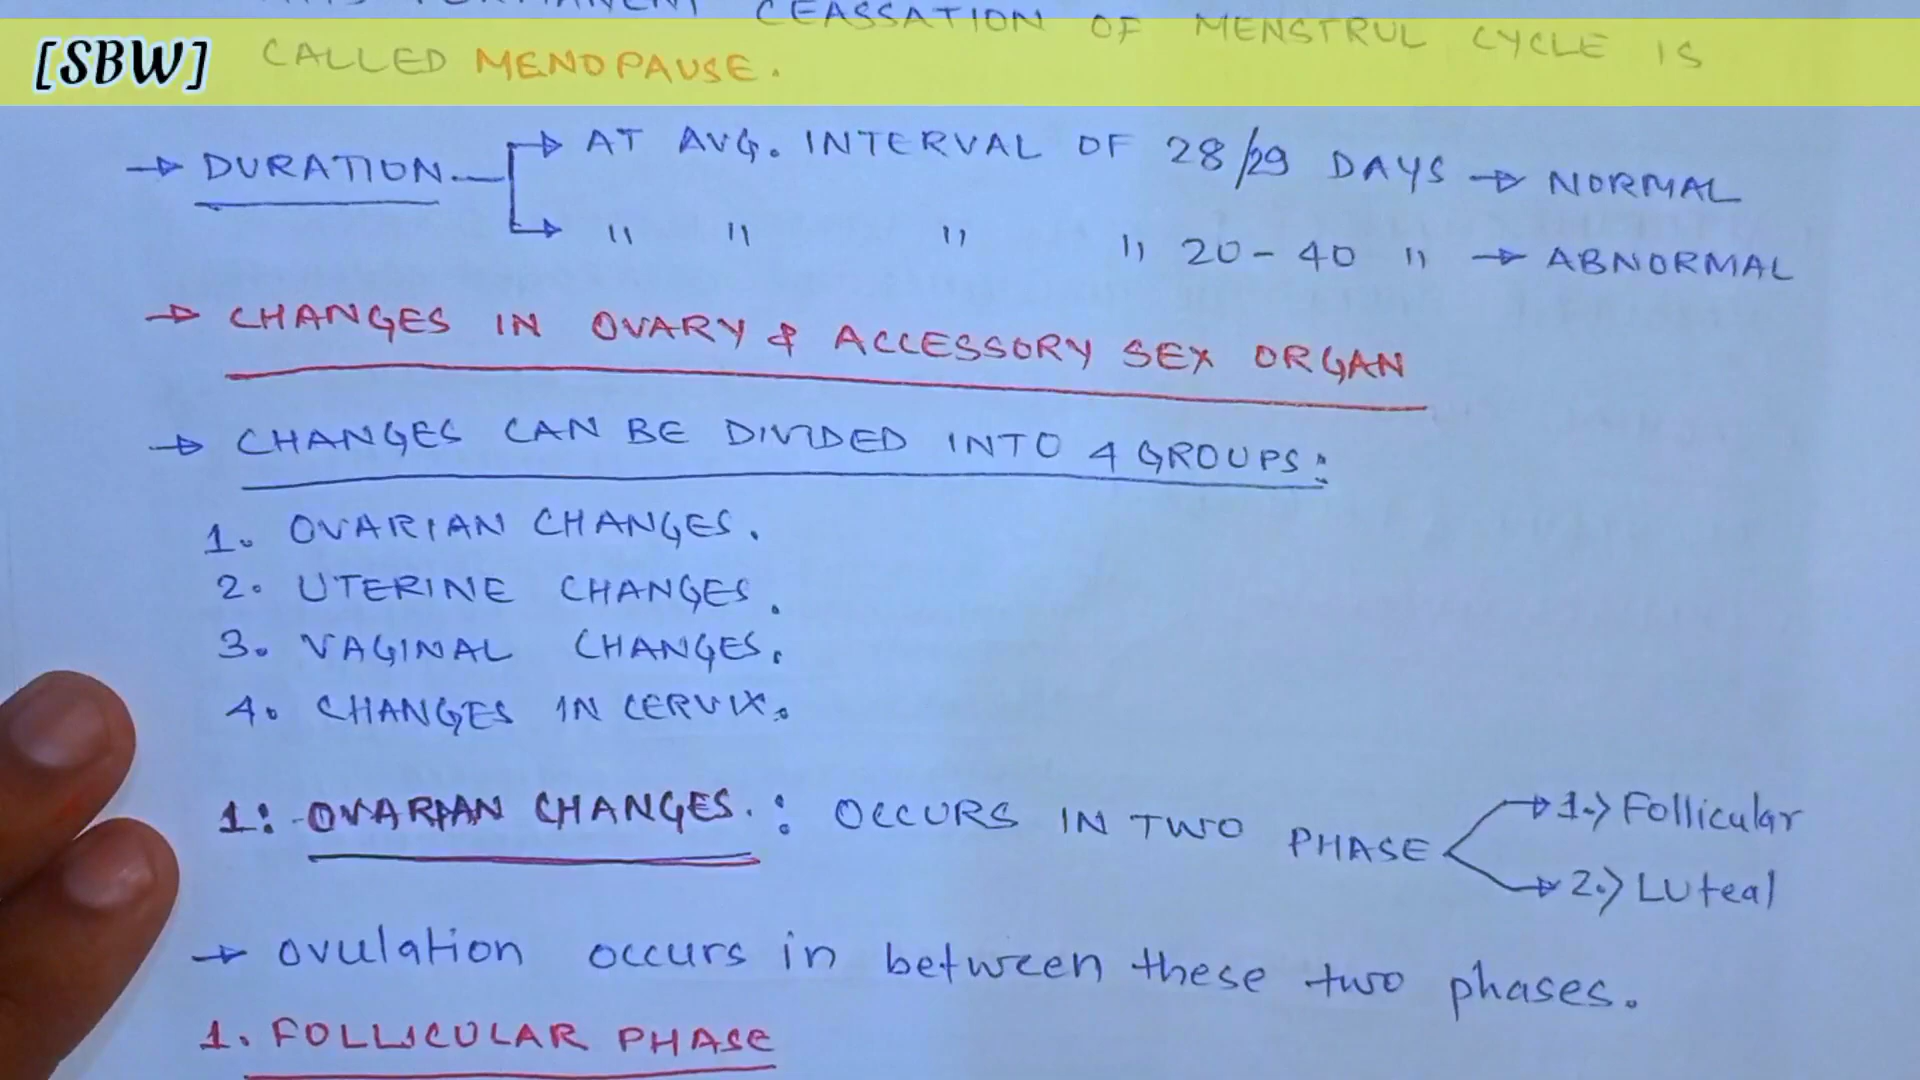 THIS PERMANENT CEASSATION OF MENSTRUL CYCLE IS
[SBW] CALLED MENOPAUSE.
→ DURATION → AT AVG. INTERVAL OF 28/29 DAYS → NORMAL
→ " " " " 20-40 " → ABNORMAL
→ CHANGES IN OVARY & ACCESSORY SEX ORGAN
→ CHANGES CAN BE DIVIDED INTO 4 GROUPS:
1. OVARIAN CHANGES.
2. UTERINE CHANGES.
3. VAGINAL CHANGES.
4. CHANGES IN CERVIX.
1: OVARIAN CHANGES. : OCCURS IN TWO PHASE → 1.) Follicular
→ 2.) Luteal
→ ovulation occurs in between these two phases.
1. FOLLICULAR PHASE